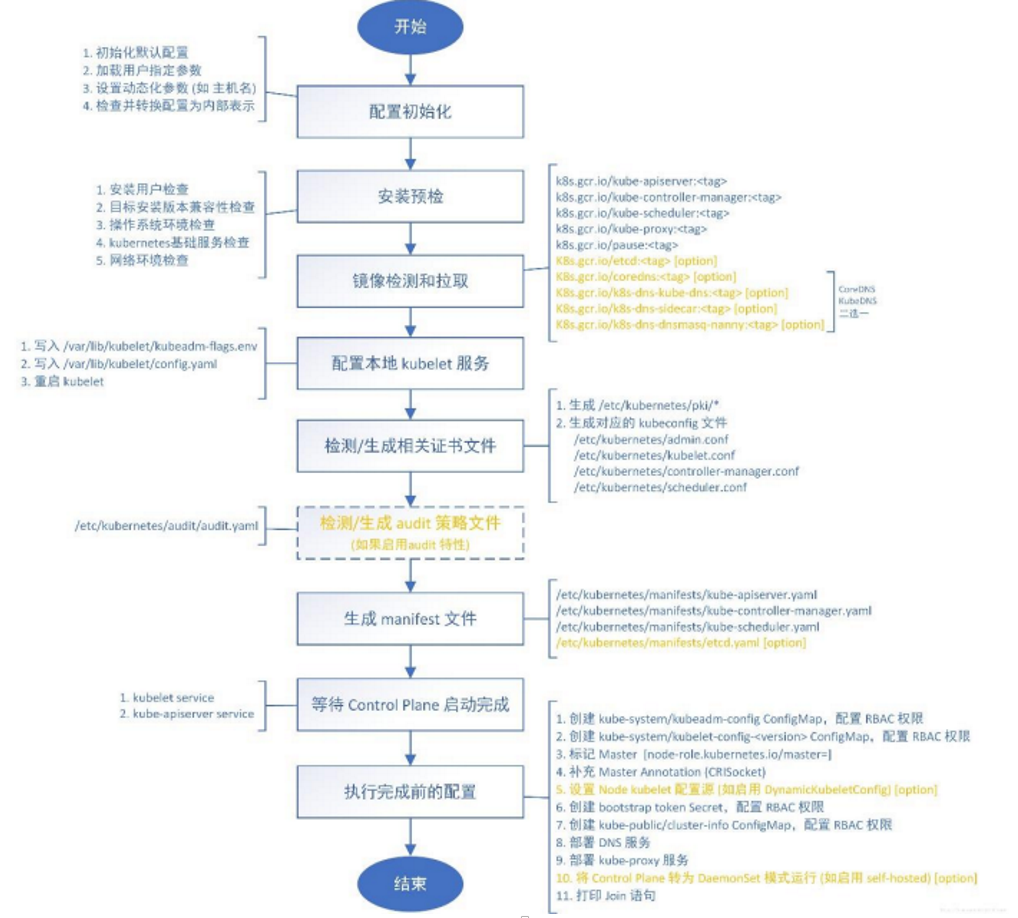 开始
1. 初始化默认配置
2. 加载用户指定参数
3. 设置动态化参数 (如 主机名)
4. 检查并转换配置为内部表示
配置初始化
1. 安装用户检查
2. 目标安装版本兼容性检查
3. 操作系统环境检查
4. kubernetes基础服务检查
5. 网络环境检查
安装预检
镜像检测和拉取
k8s.gcr.io/kube-apiserver:<tag>
k8s.gcr.io/kube-controller-manager:<tag>
k8s.gcr.io/kube-scheduler:<tag>
k8s.gcr.io/kube-proxy:<tag>
k8s.gcr.io/pause:<tag>
K8s.gcr.io/etcd:<tag> [option]
K8s.gcr.io/coredns:<tag> [option]
K8s.gcr.io/k8s-dns-kube-dns:<tag> [option]
K8s.gcr.io/k8s-dns-sidecar:<tag> [option]
K8s.gcr.io/k8s-dns-dnsmasq-nanny:<tag> [option]
CoreDNS
KubeDNS
二选一
1. 写入 /var/lib/kubelet/kubeadm-flags.env
2. 写入 /var/lib/kubelet/config.yaml
3. 重启 kubelet
配置本地 kubelet 服务
检测/生成相关证书文件
1. 生成 /etc/kubernetes/pki/*
2. 生成对应的 kubeconfig 文件
/etc/kubernetes/admin.conf
/etc/kubernetes/kubelet.conf
/etc/kubernetes/controller-manager.conf
/etc/kubernetes/scheduler.conf
/etc/kubernetes/audit/audit.yaml
检测/生成 audit 策略文件
(如果启用audit 特性)
生成 manifest 文件
/etc/kubernetes/manifests/kube-apiserver.yaml
/etc/kubernetes/manifests/kube-controller-manager.yaml
/etc/kubernetes/manifests/kube-scheduler.yaml
/etc/kubernetes/manifests/etcd.yaml [option]
1. kubelet service
2. kube-apiserver service
等待 Control Plane 启动完成
执行完成前的配置
1. 创建 kube-system/kubeadm-config ConfigMap，配置 RBAC 权限
2. 创建 kube-system/kubelet-config-<version> ConfigMap，配置 RBAC 权限
3. 标记 Master [node-role.kubernetes.io/master=]
4. 补充 Master Annotation (CRISocket)
5. 设置 Node kubelet 配置源 (如启用 DynamicKubeletConfig) [option]
6. 创建 bootstrap token Secret，配置 RBAC 权限
7. 创建 kube-public/cluster-info ConfigMap，配置 RBAC 权限
8. 部署 DNS 服务
9. 部署 kube-proxy 服务
10. 将 Control Plane 转为 DaemonSet 模式运行 (如启用 self-hosted) [option]
11. 打印 Join 语句
结束